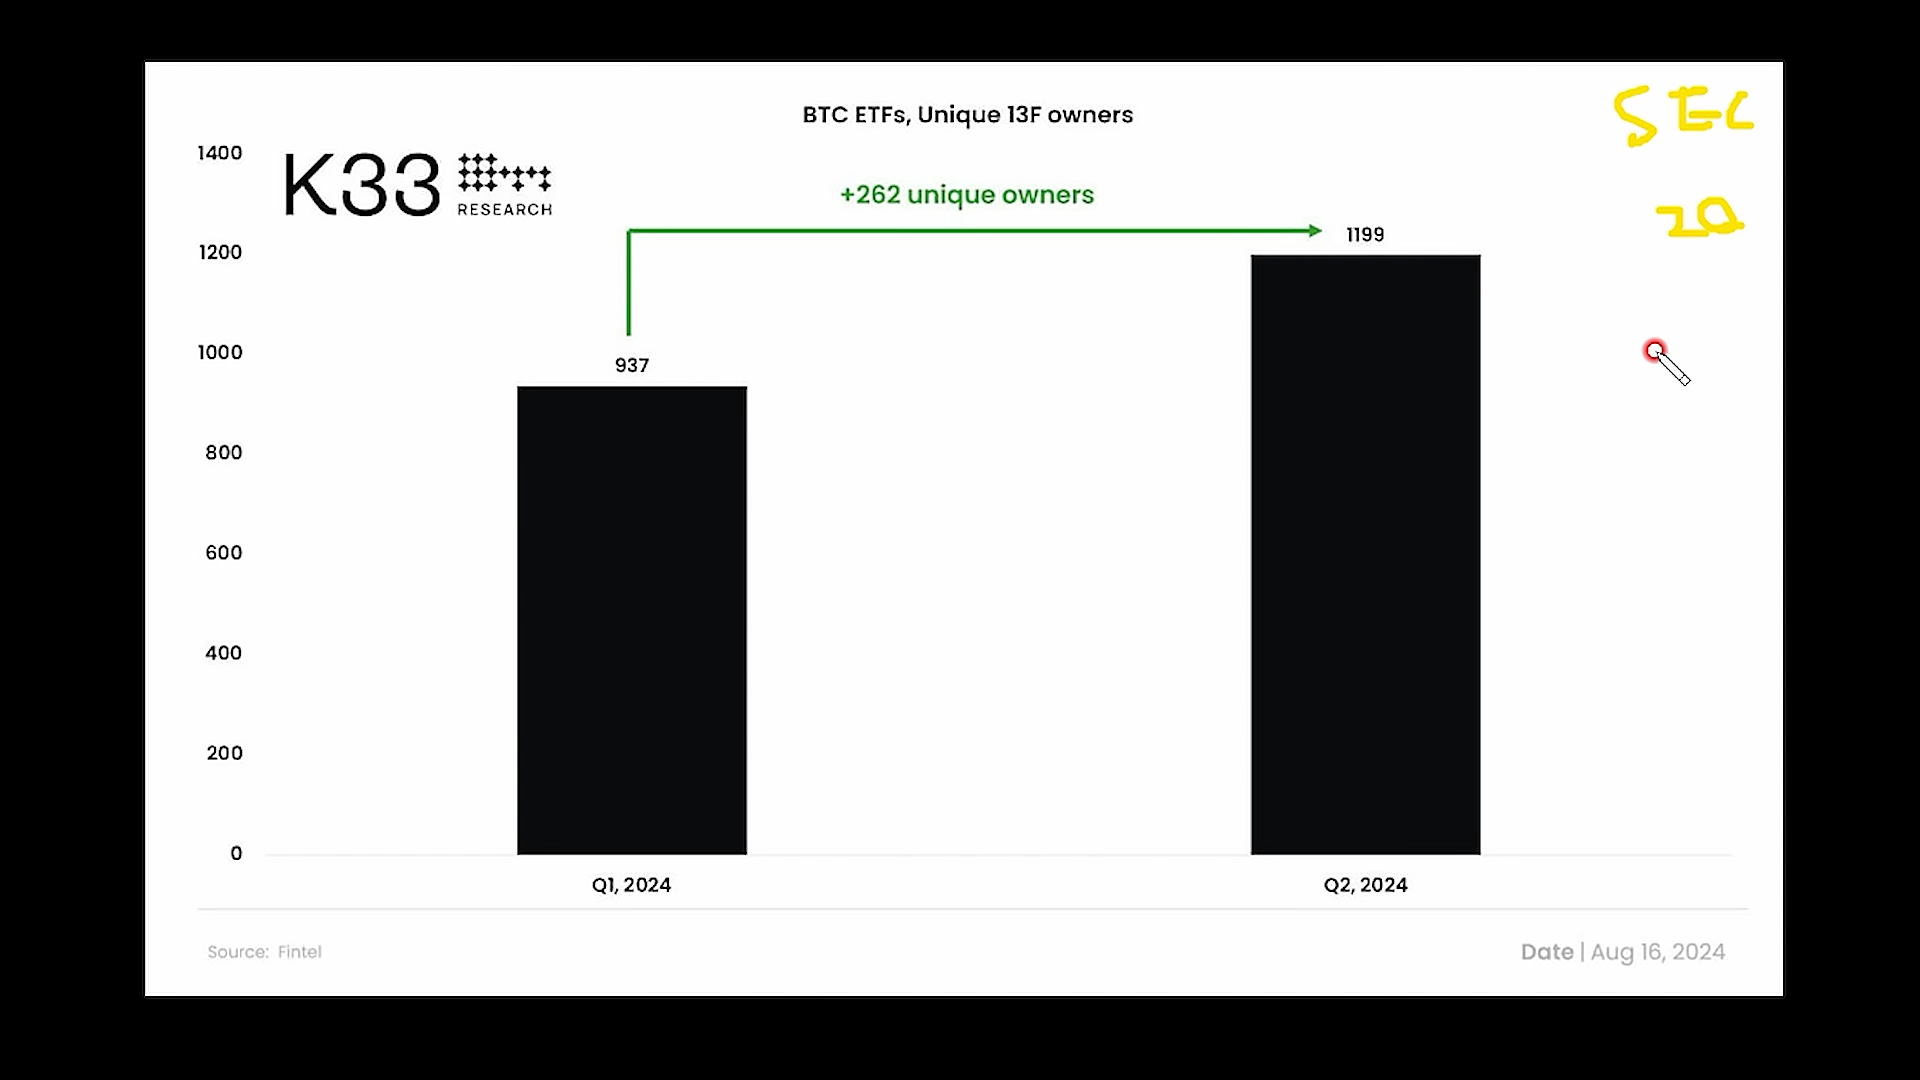 BTC ETFs, Unique 13F owners
SEC
1400
K33
RESEARCH
+262 unique owners
2Q
1200
1199
1000
937
800
600
400
200
0
Q1, 2024
Q2, 2024
Source: Fintel
Date | Aug 16, 2024